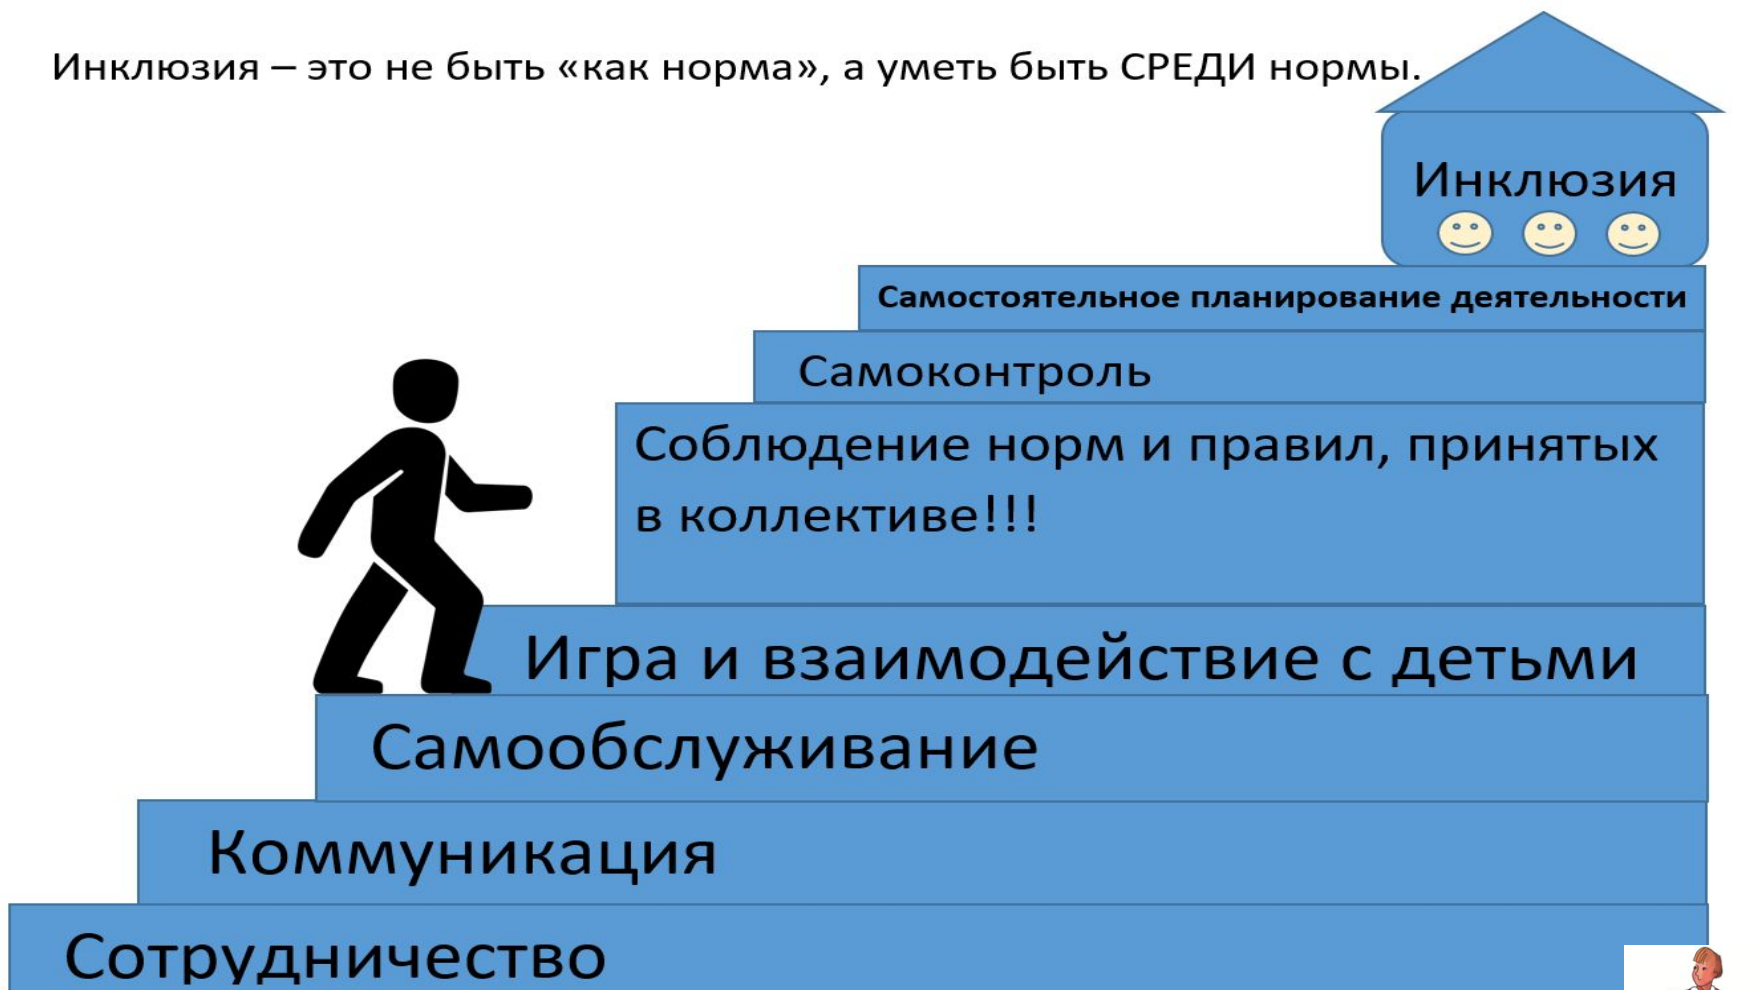 Инклюзия – это не быть «как норма», а уметь быть СРЕДИ нормы.
Инклюзия
Самостоятельное планирование деятельности
Самоконтроль
Соблюдение норм и правил, принятых
в коллективе!!!
Игра и взаимодействие с детьми
Самообслуживание
Коммуникация
Сотрудничество